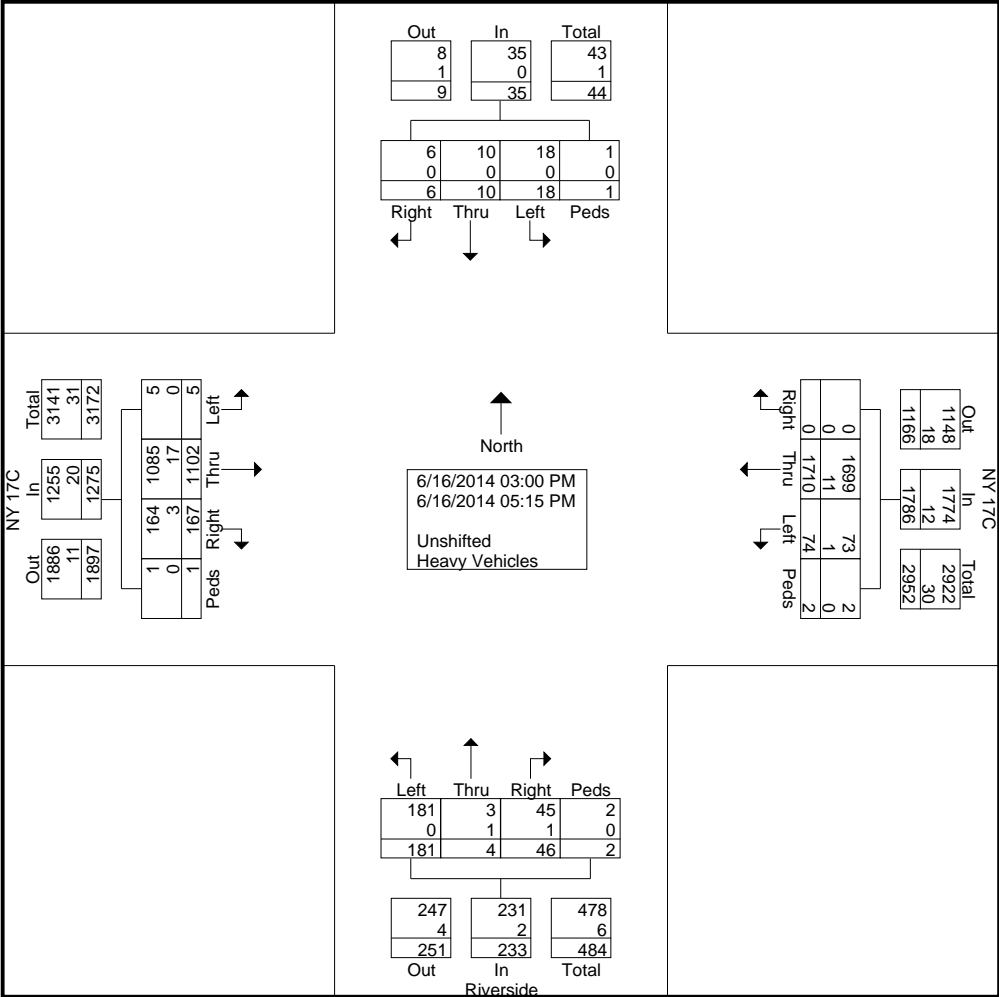 Out In Total
8 35 43
1 0 1
9 35 44
6 10 18 1
0 0 0 0
6 10 18 1
Right Thru Left Peds
NY 17C
Total In Out
3141 1255 1886
31 20 11
3172 1275 1897
5 1085 164 1
0 17 3 0
5 1102 167 1
Left Thru Right Peds
North
6/16/2014 03:00 PM
6/16/2014 05:15 PM
Unshifted
Heavy Vehicles
NY 17C
Out In Total
1148 1774 2922
18 12 30
1166 1786 2952
0 1699 73 2
0 11 1 0
0 1710 74 2
Right Thru Left Peds
Left Thru Right Peds
181 3 45 2
0 1 1 0
181 4 46 2
247 231 478
4 2 6
251 233 484
Out In Total
Riverside